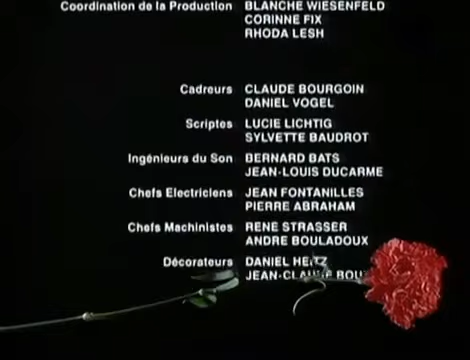 Coordination de la Production BLANCHE WIESENFELD
CORINNE FIX
RHODA LESH
Cadreurs CLAUDE BOURGOIN
DANIEL VOGEL
Scriptes LUCIE LICHTIG
SYLVETTE BAUDROT
Ingénieurs du Son BERNARD BATS
JEAN-LOUIS DUCARME
Chefs Electriciens JEAN FONTANILLES
PIERRE ABRAHAM
Chefs Machinistes RENE STRASSER
ANDRE BOULADOUX
Décorateurs DANIEL
JEAN-CLAUDE